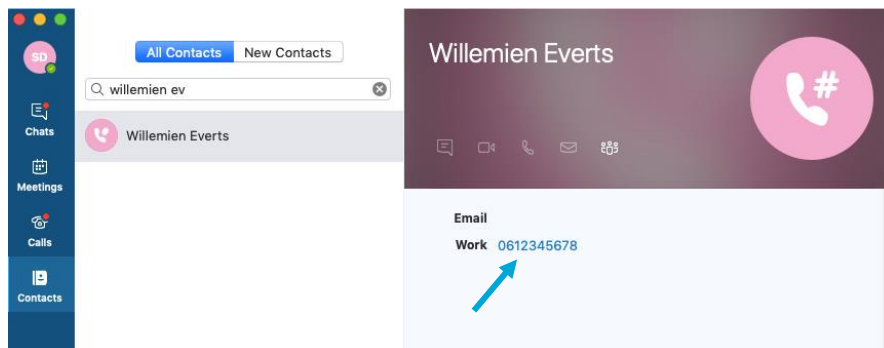 SD
Chats
Meetings
Calls
Contacts
All Contacts New Contacts
willemien ev
Willemien Everts
Willemien Everts
#
Email
Work 0612345678